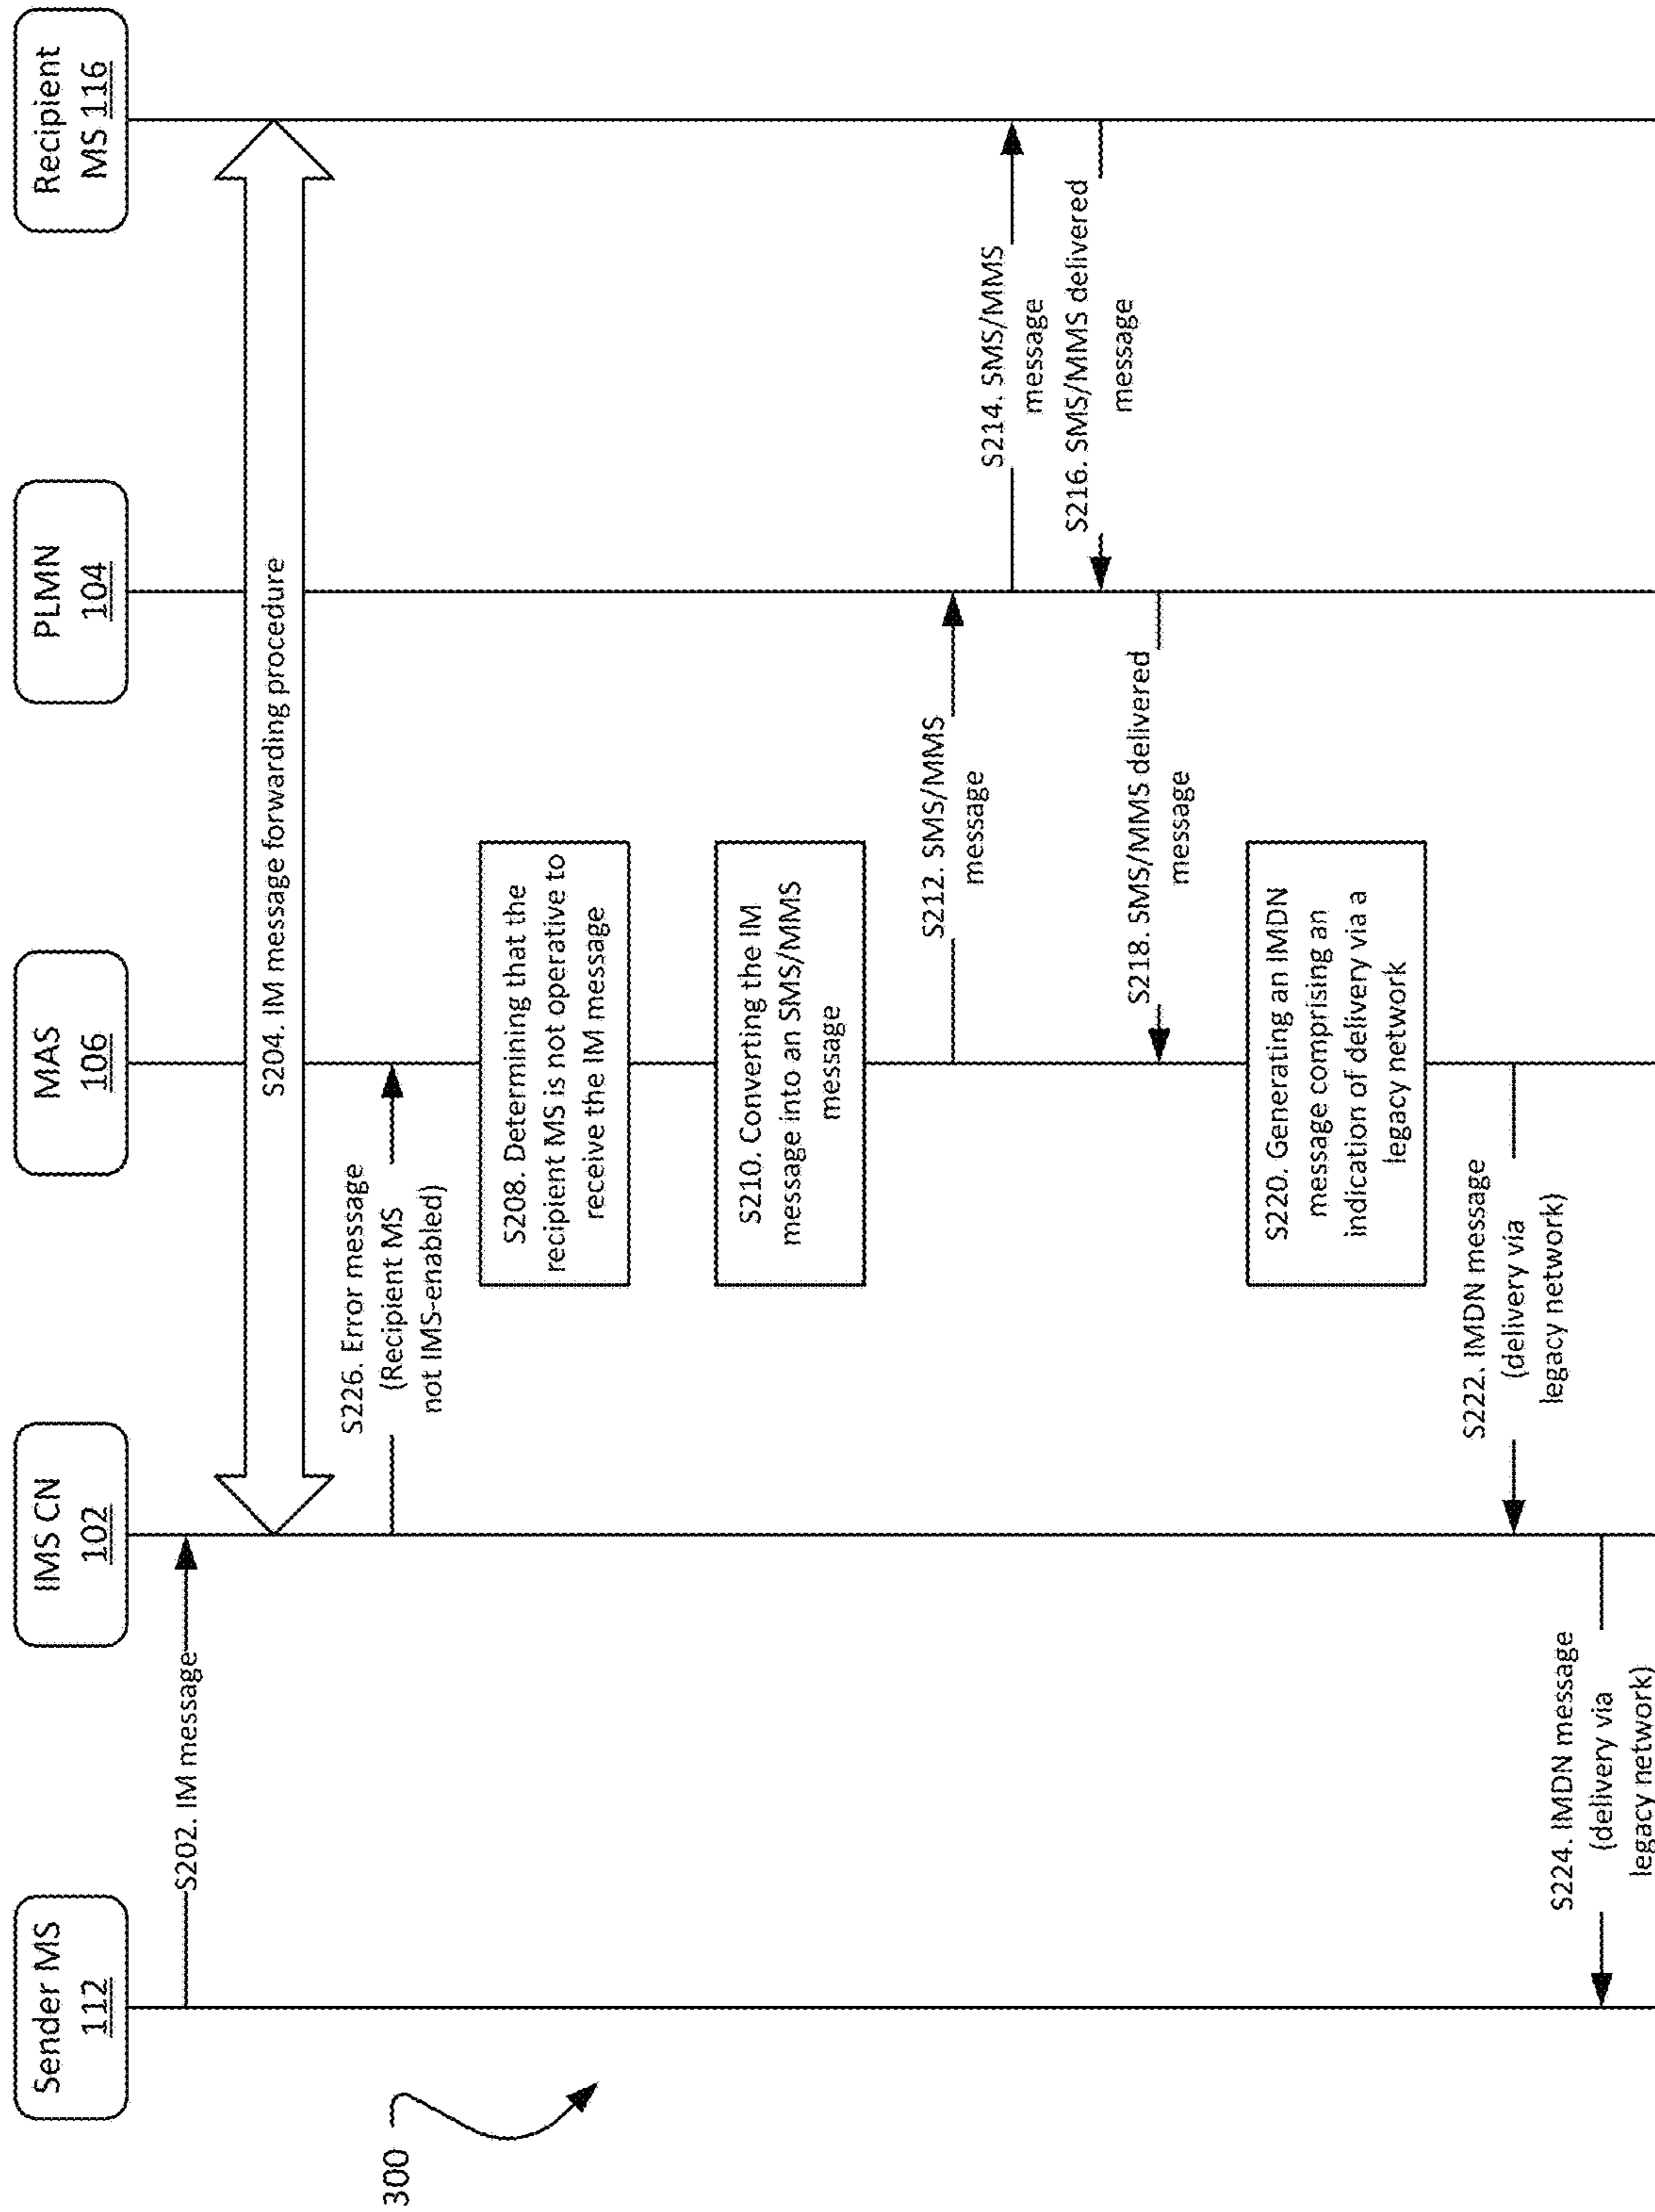 Sender MS
112
IMS CN
102
MAS
106
PLMN
104
Recipient
MS 116
S202. IM message
S204. IM message forwarding procedure
300
S226. Error message
(Recipient MS
not IMS-enabled)
S208. Determining that the
recipient MS is not operative to
receive the IM message
S210. Converting the IM
message into an SMS/MMS
message
S212. SMS/MMS
message
S214. SMS/MMS
message
S216. SMS/MMS delivered
message
S218. SMS/MMS delivered
message
S220. Generating an IMDN
message comprising an
indication of delivery via a
legacy network
S222. IMDN message
(delivery via
legacy network)
S224. IMDN message
(delivery via
legacy network)